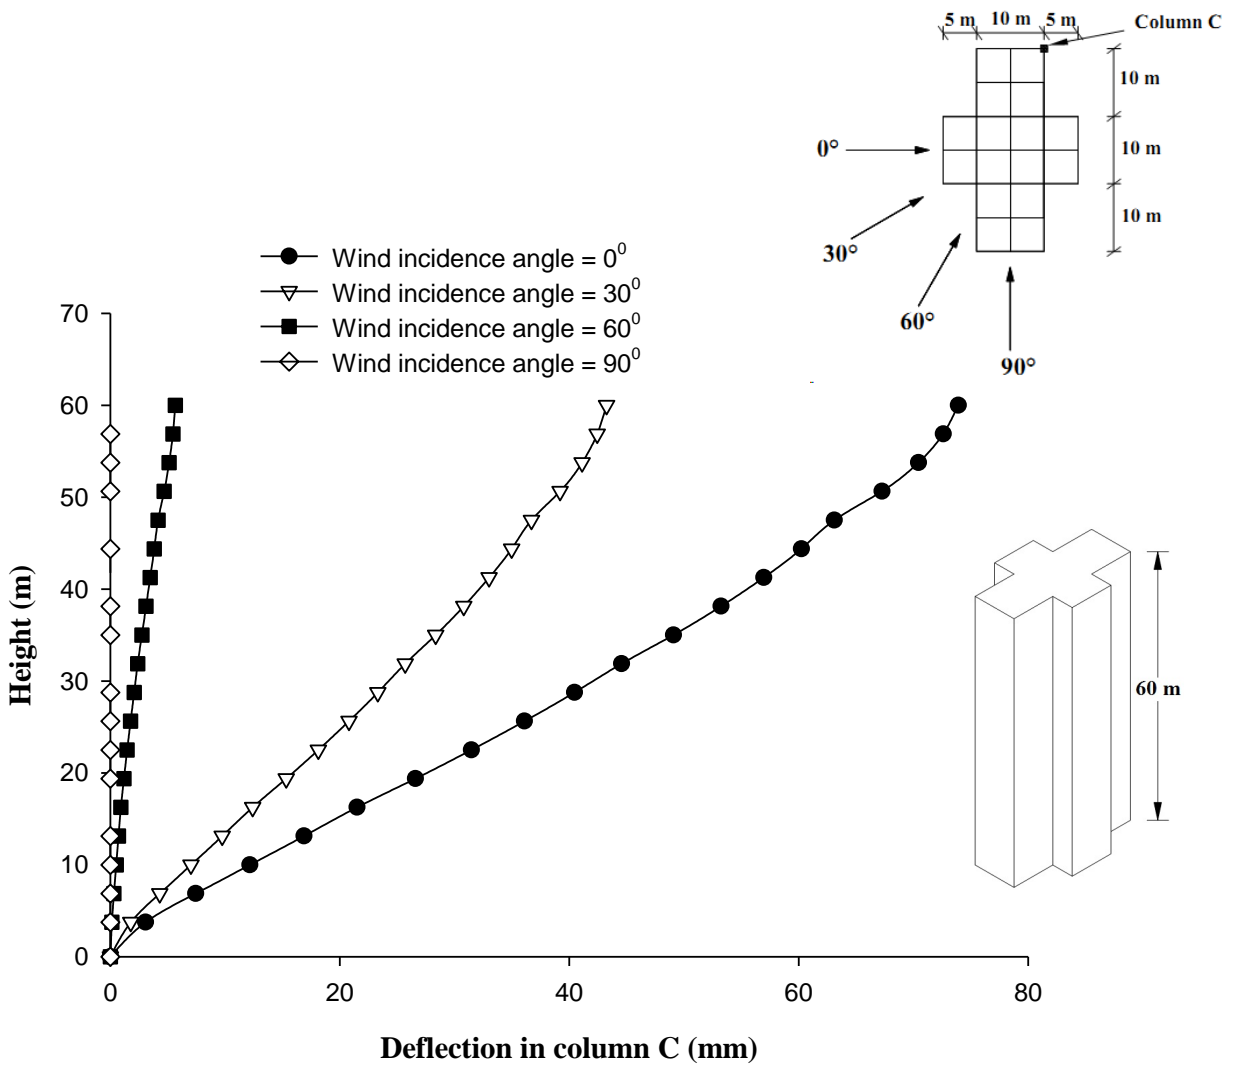 5 m 10 m 5 m Column C
10 m
10 m
10 m
0°
30°
60°
90°
Wind incidence angle = 0⁰
Wind incidence angle = 30⁰
Wind incidence angle = 60⁰
Wind incidence angle = 90⁰
70
60
50
40
30
20
10
0
Height (m)
60 m
0 20 40 60 80
Deflection in column C (mm)